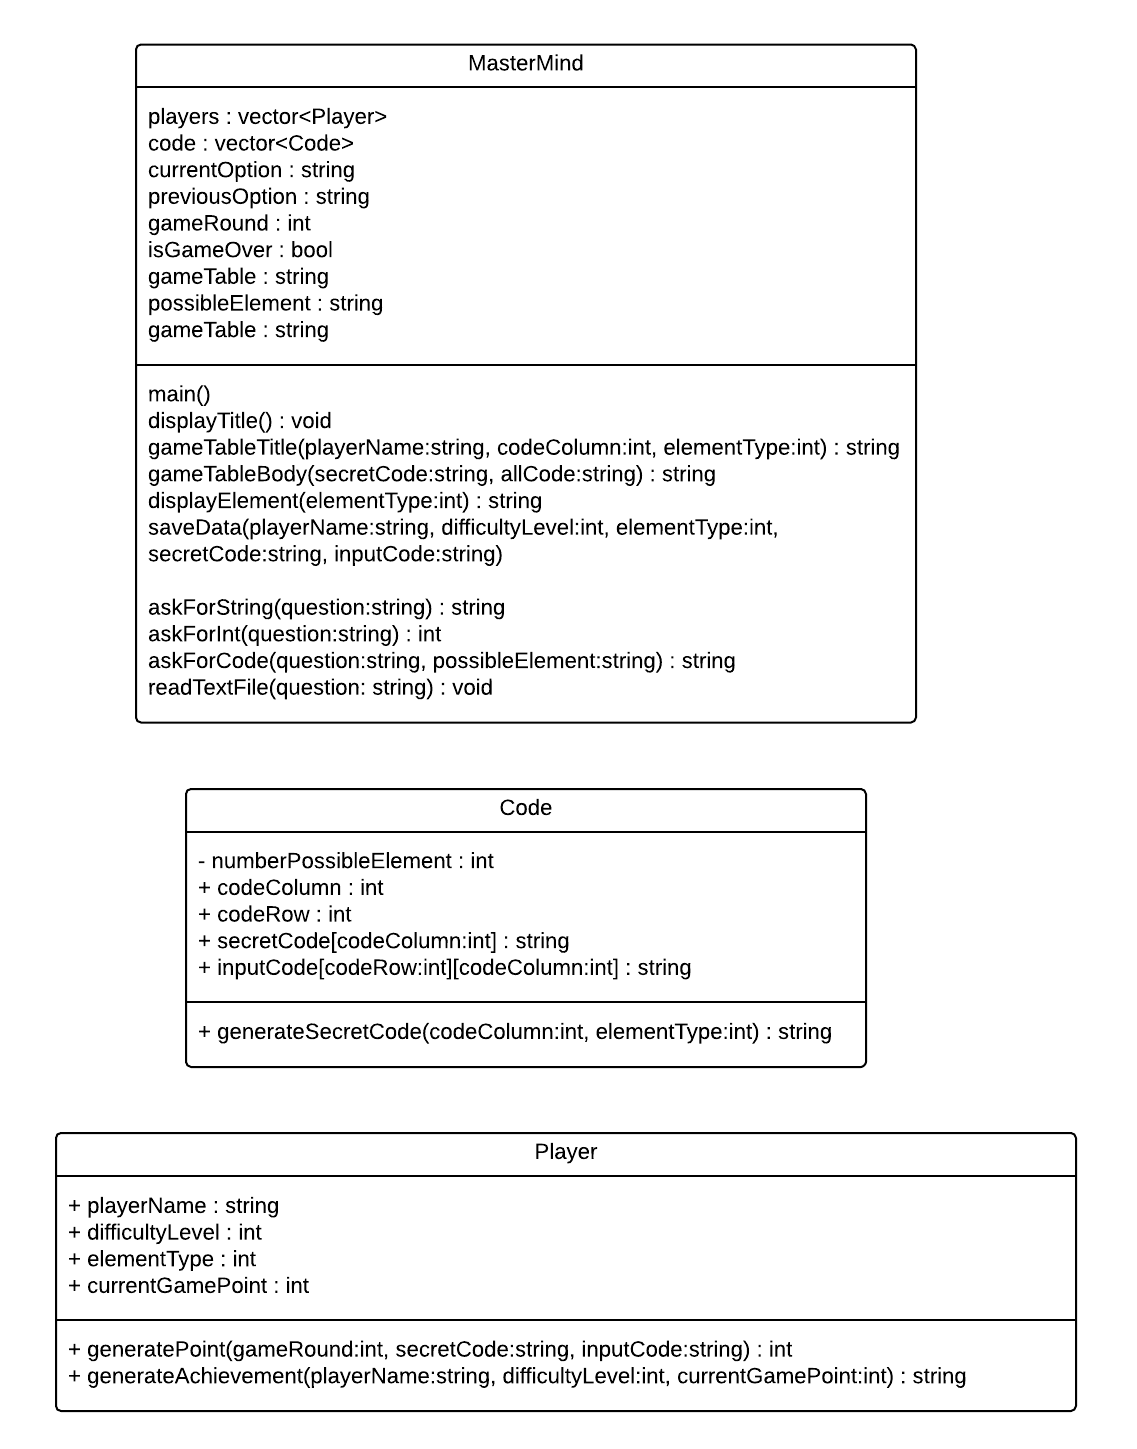 MasterMind
players : vector<Player>
code : vector<Code>
currentOption : string
previousOption : string
gameRound : int
isGameOver : bool
gameTable : string
possibleElement : string
gameTable : string
main()
displayTitle() : void
gameTableTitle(playerName:string, codeColumn:int, elementType:int) : string
gameTableBody(secretCode:string, allCode:string) : string
displayElement(elementType:int) : string
saveData(playerName:string, difficultyLevel:int, elementType:int,
secretCode:string, inputCode:string)
askForString(question:string) : string
askForInt(question:string) : int
askForCode(question:string, possibleElement:string) : string
readTextFile(question: string) : void
Code
- numberPossibleElement : int
+ codeColumn : int
+ codeRow : int
+ secretCode[codeColumn:int] : string
+ inputCode[codeRow:int][codeColumn:int] : string
+ generateSecretCode(codeColumn:int, elementType:int) : string
Player
+ playerName : string
+ difficultyLevel : int
+ elementType : int
+ currentGamePoint : int
+ generatePoint(gameRound:int, secretCode:string, inputCode:string) : int
+ generateAchievement(playerName:string, difficultyLevel:int, currentGamePoint:int) : string